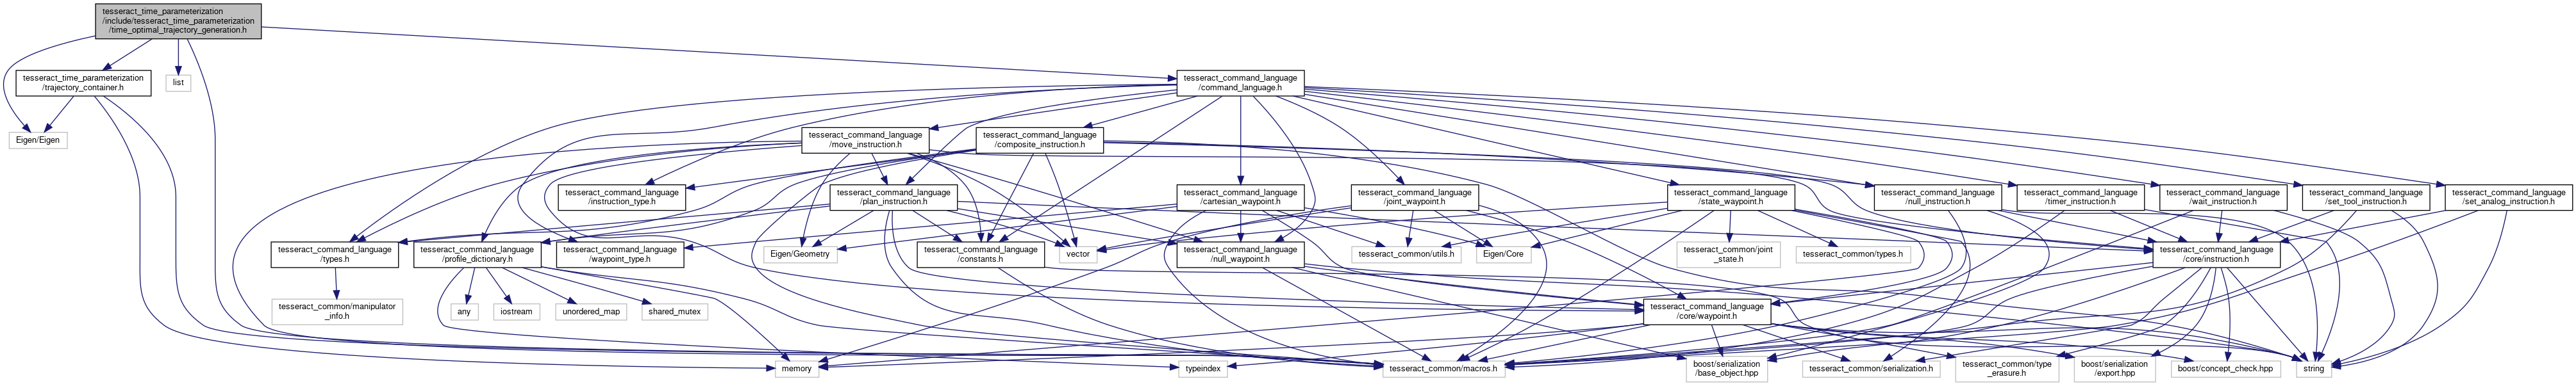 tesseract_time_parameterization
/include/tesseract_time_parameterization
/time_optimal_trajectory_generation.h
tesseract_time_parameterization
/trajectory_container.h
list
tesseract_command_language
/command_language.h
Eigen/Eigen
tesseract_command_language
/move_instruction.h
tesseract_command_language
/composite_instruction.h
tesseract_command_language
/instruction_type.h
tesseract_command_language
/plan_instruction.h
tesseract_command_language
/cartesian_waypoint.h
tesseract_command_language
/joint_waypoint.h
tesseract_command_language
/state_waypoint.h
tesseract_command_language
/null_instruction.h
tesseract_command_language
/timer_instruction.h
tesseract_command_language
/wait_instruction.h
tesseract_command_language
/set_tool_instruction.h
tesseract_command_language
/set_analog_instruction.h
tesseract_command_language
/types.h
tesseract_command_language
/profile_dictionary.h
tesseract_command_language
/waypoint_type.h
Eigen/Geometry
tesseract_command_language
/constants.h
vector
tesseract_command_language
/null_waypoint.h
tesseract_common/utils.h
Eigen/Core
tesseract_common/joint
_state.h
tesseract_common/types.h
tesseract_command_language
/core/instruction.h
tesseract_common/manipulator
_info.h
any
iostream
unordered_map
shared_mutex
tesseract_command_language
/core/waypoint.h
memory
typeindex
tesseract_common/macros.h
boost/serialization
/base_object.hpp
tesseract_common/serialization.h
tesseract_common/type
_erasure.h
boost/serialization
/export.hpp
boost/concept_check.hpp
string